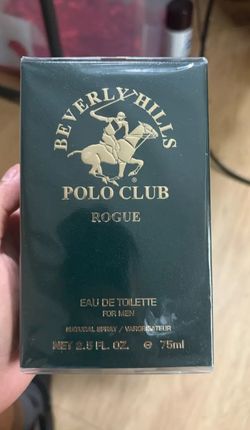 BEVERLY HILLS
POLO CLUB
ROGUE
EAU DE TOILETTE
FOR MEN
NATURAL SPRAY / VAPORISATEUR
NET 2.5 FL. OZ. ℮ 75ml